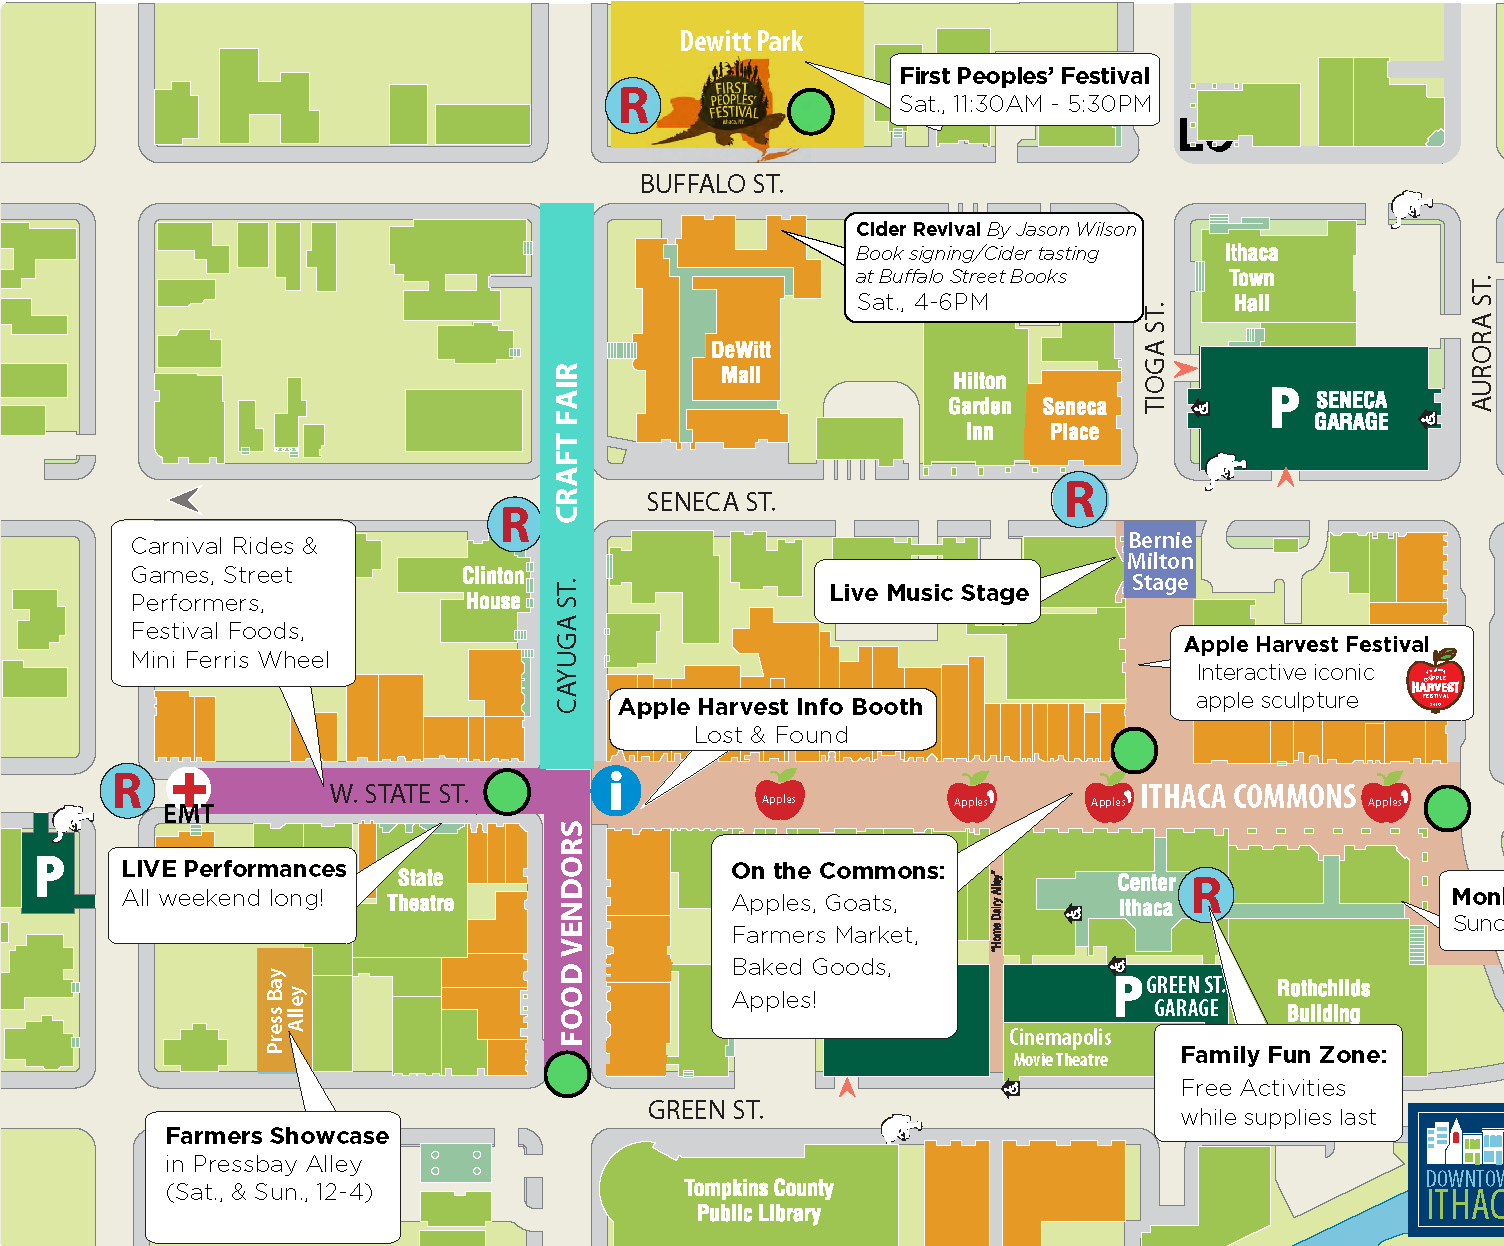 Dewitt Park
R
FIRST
PEOPLES'
FESTIVAL
First Peoples' Festival
Sat., 11:30AM - 5:30PM
BUFFALO ST.
Cider Revival By Jason Wilson
Book signing/Cider tasting
at Buffalo Street Books
Sat., 4-6PM
Ithaca
Town
Hall
TIOGA ST.
AURORA ST.
DeWitt
Mall
Hilton
Garden
Inn
Seneca
Place
P SENECA
GARAGE
CRAFT FAIR
SENECA ST.
R
R
Carnival Rides &
Games, Street
Performers,
Festival Foods,
Mini Ferris Wheel
Clinton
House
CAYUGA ST.
Bernie
Milton
Stage
Live Music Stage
Apple Harvest Festival
Interactive iconic
apple sculpture
APPLE
HARVEST
FESTIVAL
Apple Harvest Info Booth
Lost & Found
R
EMT
W. STATE ST.
i
Apples
Apples
Apples
ITHACA COMMONS
Apples
P
LIVE Performances
All weekend long!
State
Theatre
FOOD VENDORS
On the Commons:
Apples, Goats,
Farmers Market,
Baked Goods,
Apples!
"Home Dairy Alley"
Center
Ithaca
R
Press Bay
Alley
P GREEN ST.
GARAGE
Cinemapolis
Movie Theatre
Rothchilds
Building
Family Fun Zone:
Free Activities
while supplies last
Farmers Showcase
in Pressbay Alley
(Sat., & Sun., 12-4)
GREEN ST.
Tompkins County
Public Library